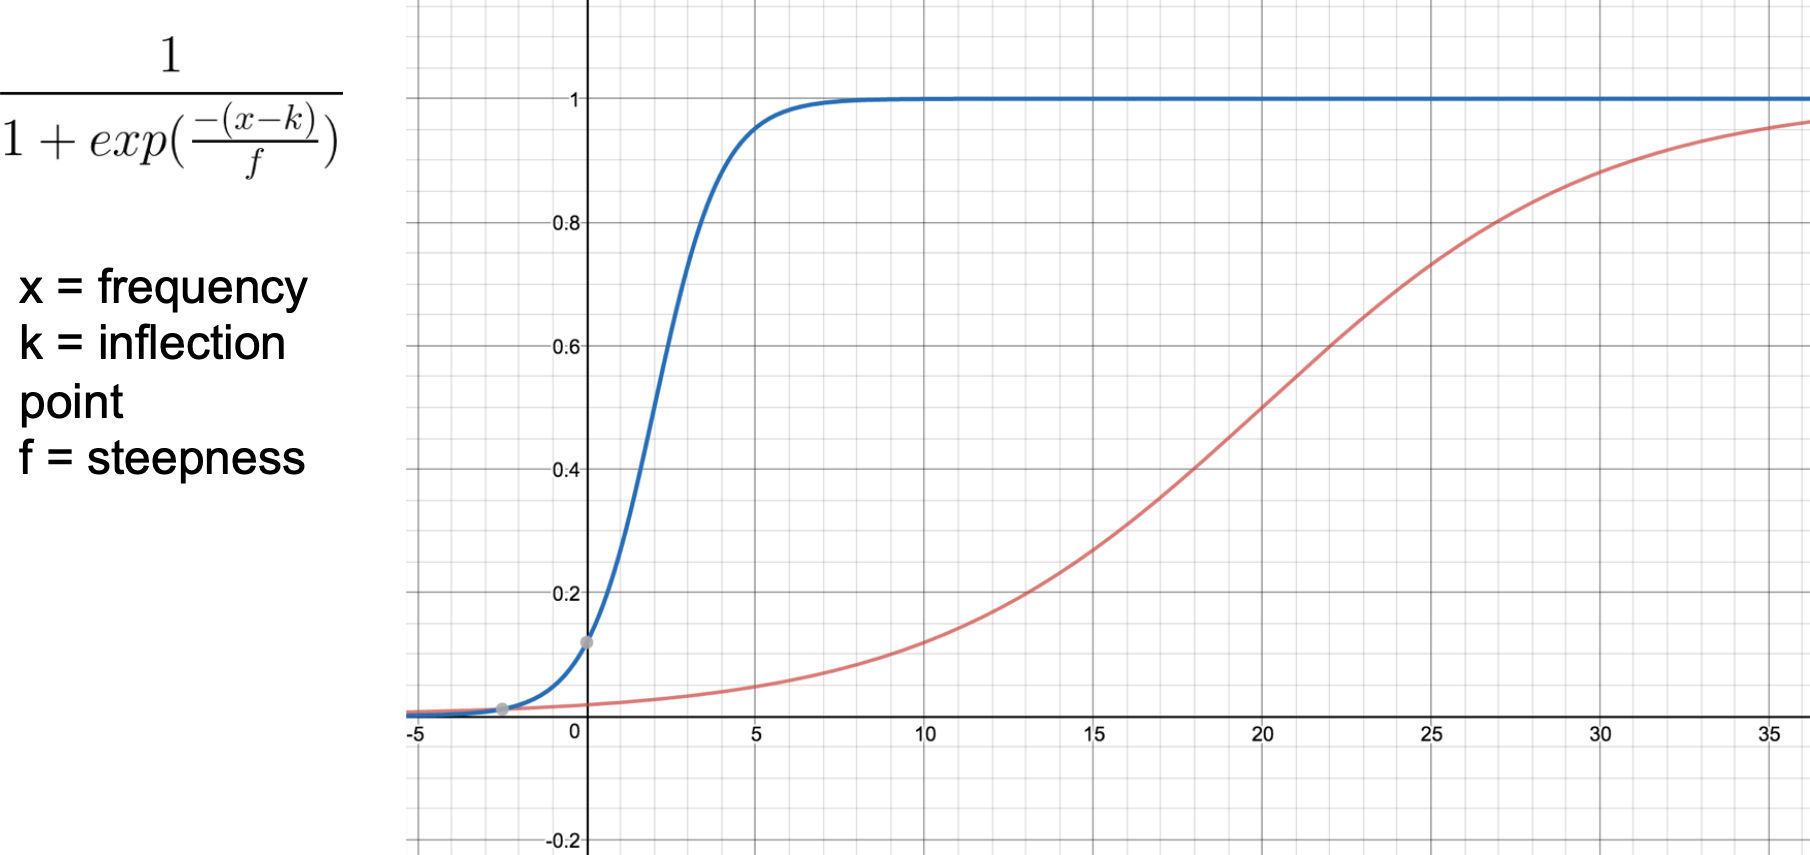 1
1 + exp(
−(x−k)
f
)
x = frequency
k = inflection
point
f = steepness
1
0.8
0.6
0.4
0.2
-0.2
-5
0
5
10
15
20
25
30
35